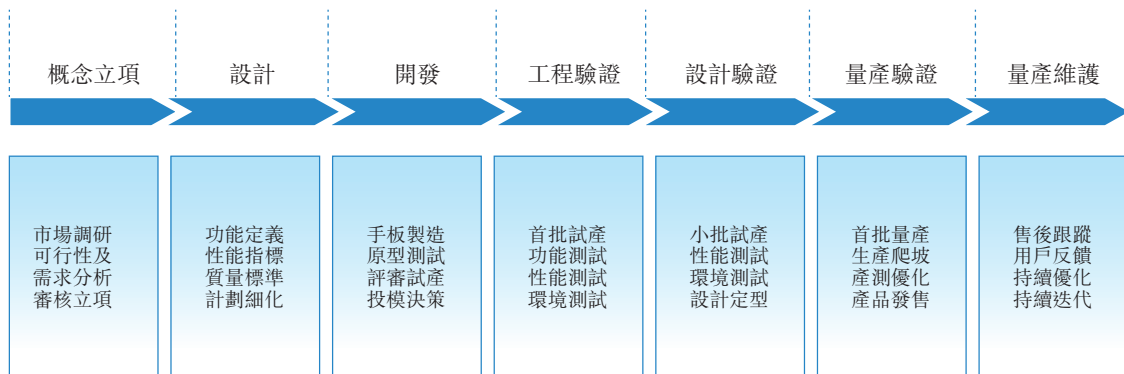 概念立項
設計
開發
工程驗證
設計驗證
量產驗證
量產維護
市場調研
可行性及
需求分析
審核立項
功能定義
性能指標
質量標準
計劃細化
手板製造
原型測試
評審試產
投模決策
首批試產
功能測試
性能測試
環境測試
小批試產
性能測試
環境測試
設計定型
首批量產
生產爬坡
產測優化
產品發售
售後跟蹤
用戶反饋
持續優化
持續迭代